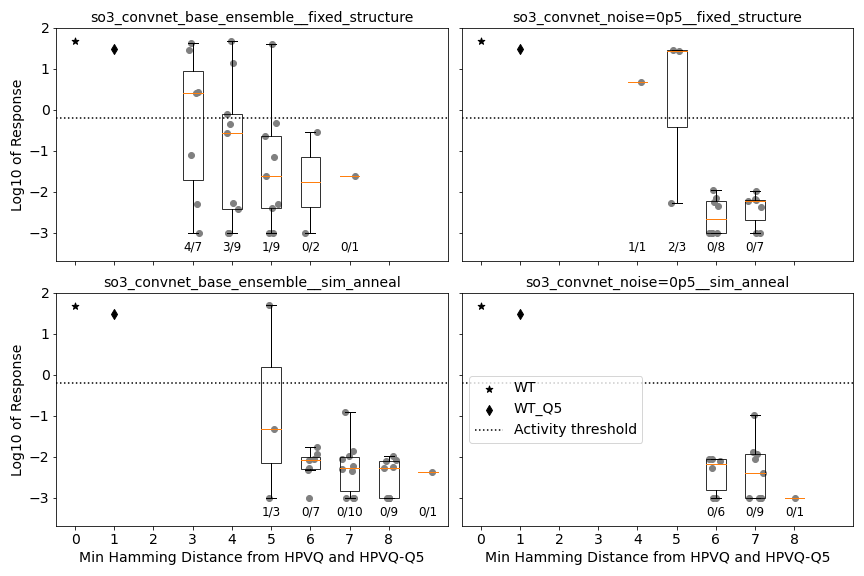 so3_convnet_base_ensemble__fixed_structure
so3_convnet_noise=0p5__fixed_structure
Log10 of Response
2
1
0
−1
−2
−3
4/7 3/9 1/9 0/2 0/1
1/1 2/3 0/8 0/7
so3_convnet_base_ensemble__sim_anneal
so3_convnet_noise=0p5__sim_anneal
Log10 of Response
2
1
0
−1
−2
−3
1/3 0/7 0/10 0/9 0/1
WT
WT_Q5
Activity threshold
0/6 0/9 0/1
0 1 2 3 4 5 6 7 8
0 1 2 3 4 5 6 7 8
Min Hamming Distance from HPVQ and HPVQ-Q5
Min Hamming Distance from HPVQ and HPVQ-Q5